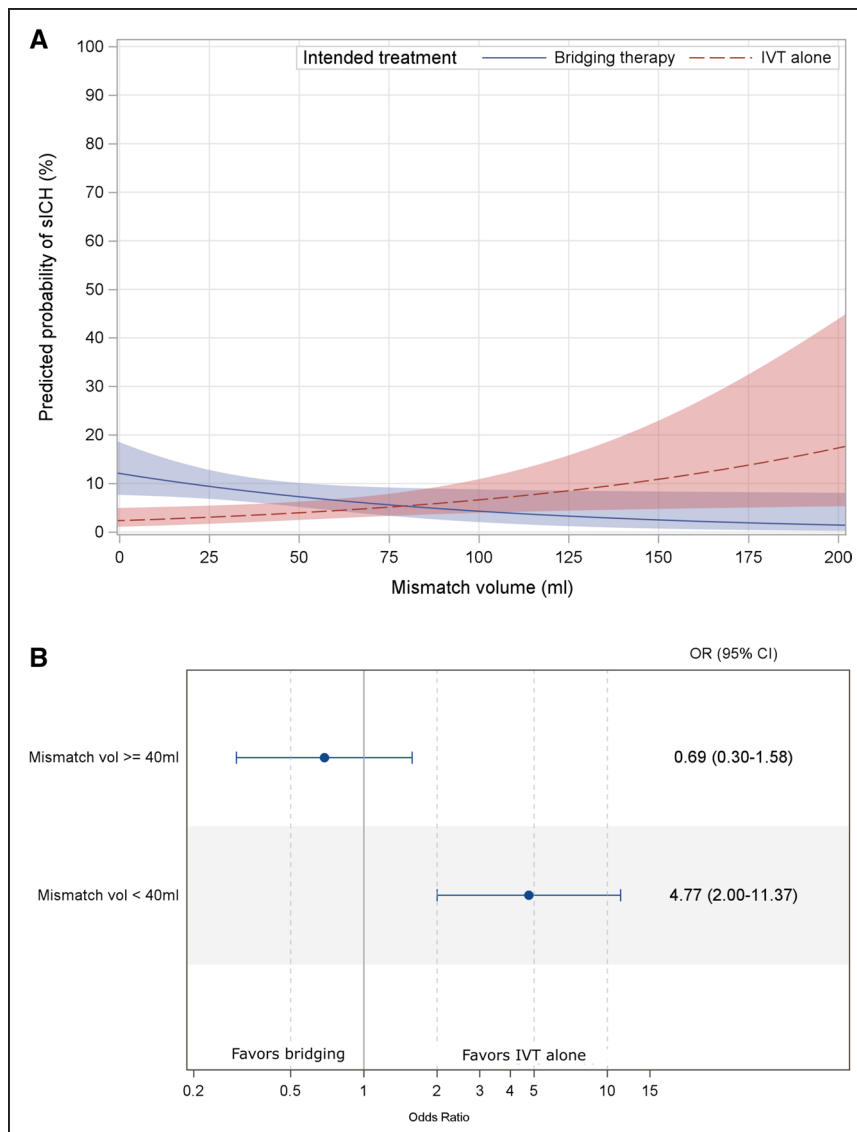 A
Intended treatment Bridging therapy IVT alone
100
90
80
70
60
50
40
30
20
10
0
Predicted probability of sICH (%)
0 25 50 75 100 125 150 175 200
Mismatch volume (ml)
B
OR (95% CI)
Mismatch vol >= 40ml 0.69 (0.30-1.58)
Mismatch vol < 40ml 4.77 (2.00-11.37)
Favors bridging Favors IVT alone
0.2 0.5 1 2 3 4 5 10 15
Odds Ratio